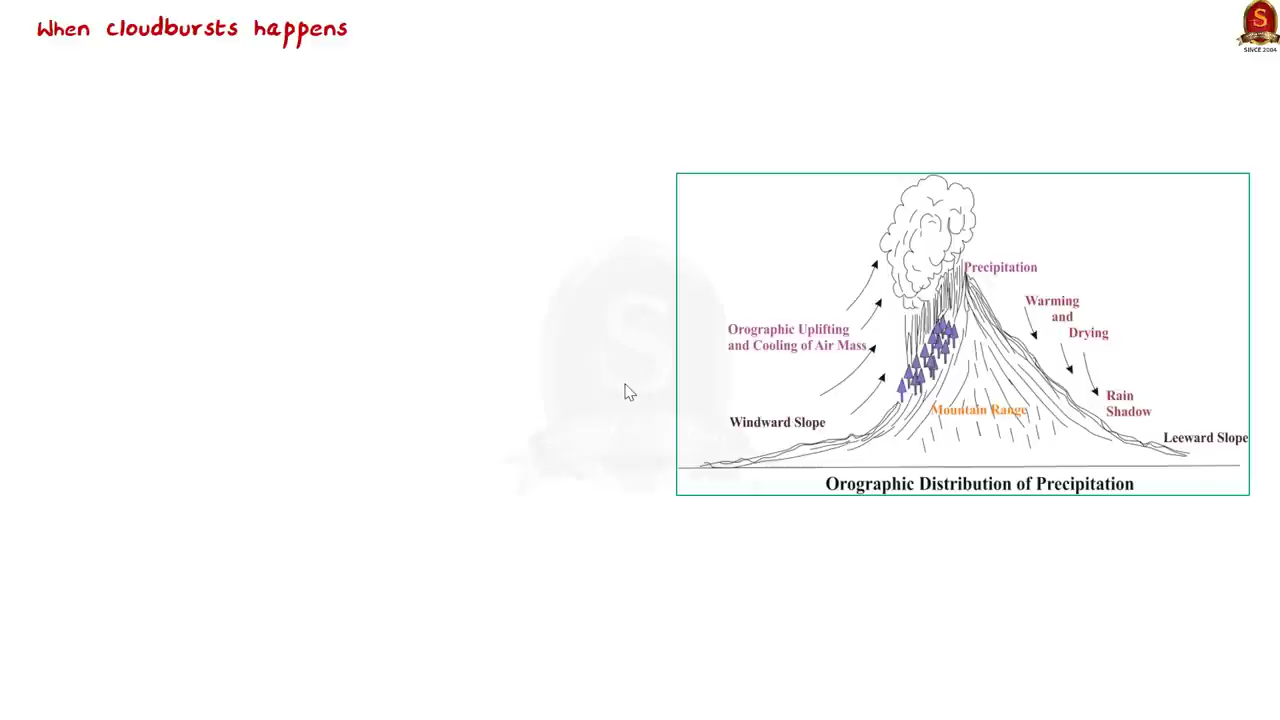 When cloudbursts happens
S
SINCE 2004
Precipitation
Warming
and
Drying
Orographic Uplifting
and Cooling of Air Mass
Rain
Shadow
Mountain Range
Windward Slope
Leeward Slope
Orographic Distribution of Precipitation